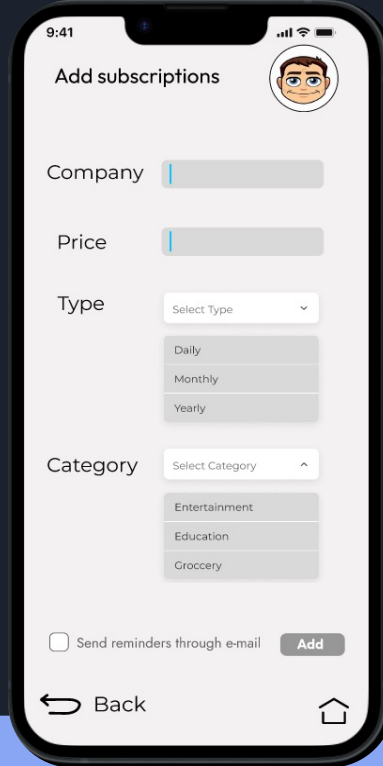 9:41
Add subscriptions
Company
Price
Type
Select Type
Daily
Monthly
Yearly
Category
Select Category
Entertainment
Education
Groccery
Send reminders through e-mail
Add
Back